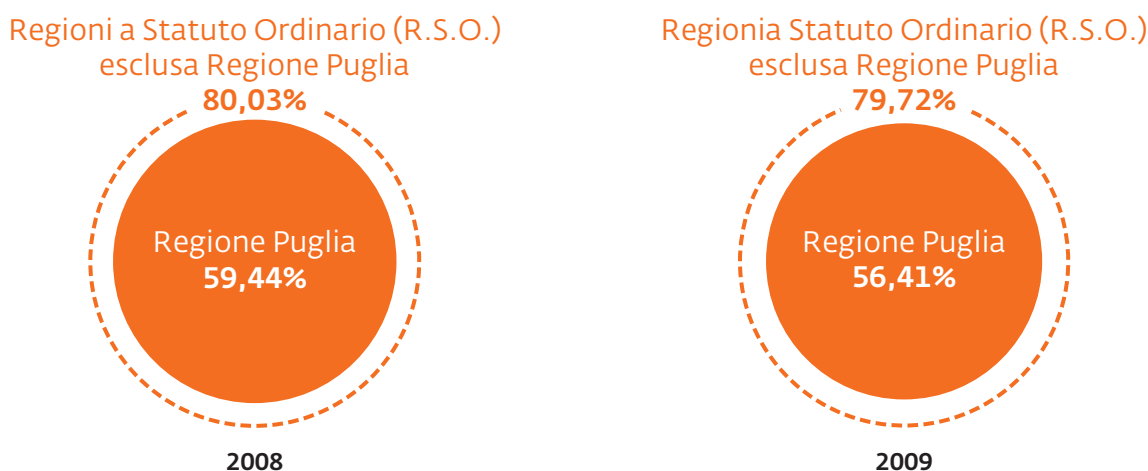 Regioni a Statuto Ordinario (R.S.O.)
esclusa Regione Puglia
80,03%
Regione Puglia
59,44%
2008
Regionia Statuto Ordinario (R.S.O.)
esclusa Regione Puglia
79,72%
Regione Puglia
56,41%
2009